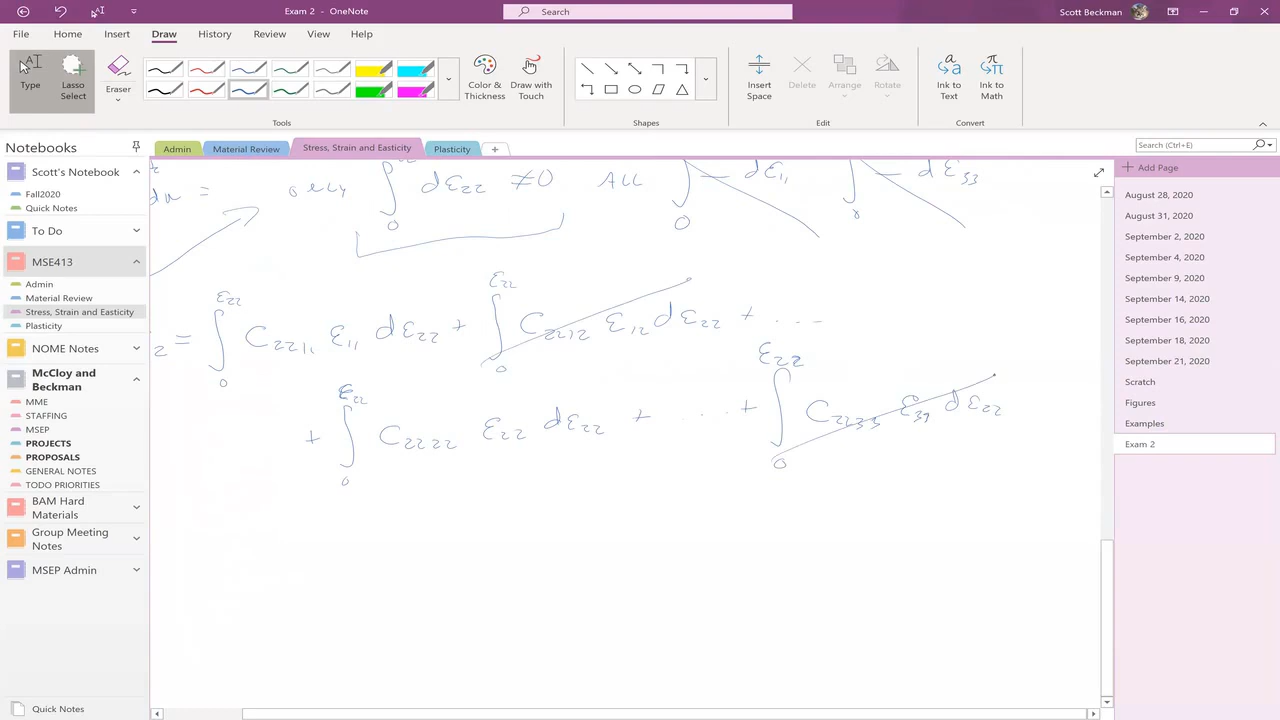 Exam 2 - OneNote
Search
Scott Beckman
File Home Insert Draw History Review View Help
Type
Lasso Select
Eraser
Color & Thickness
Draw with Touch
Insert Space
Delete
Arrange
Rotate
Ink to Text
Ink to Math
Tools
Shapes
Edit
Convert
Notebooks
Admin
Material Review
Stress, Strain and Easticity
Plasticity
Search (Ctrl+E)
Scott's Notebook
Fall2020
Quick Notes
To Do
MSE413
Admin
Material Review
Stress, Strain and Easticity
Plasticity
NOME Notes
McCloy and Beckman
MME
STAFFING
MSEP
PROJECTS
PROPOSALS
GENERAL NOTES
TODO PRIORITIES
BAM Hard Materials
Group Meeting Notes
MSEP Admin
Quick Notes
= only ∫₀ dε₂₂ ≠0 ALL ∫₀ — dε₁₁ ∫ — dε₃₃
= ∫₀^ε₂₂ C₂₂₁₁ ε₁₁ dε₂₂ + ∫₀^ε₂₂ C₂₂₁₂ ε₁₂ dε₂₂ + ...
+ ∫₀^ε₂₂ C₂₂₂₂ ε₂₂ dε₂₂ + ... + ∫₀^ε₂₂ C₂₂₃₃ dε₂₂
Add Page
August 28, 2020
August 31, 2020
September 2, 2020
September 4, 2020
September 9, 2020
September 14, 2020
September 16, 2020
September 18, 2020
September 21, 2020
Scratch
Figures
Examples
Exam 2